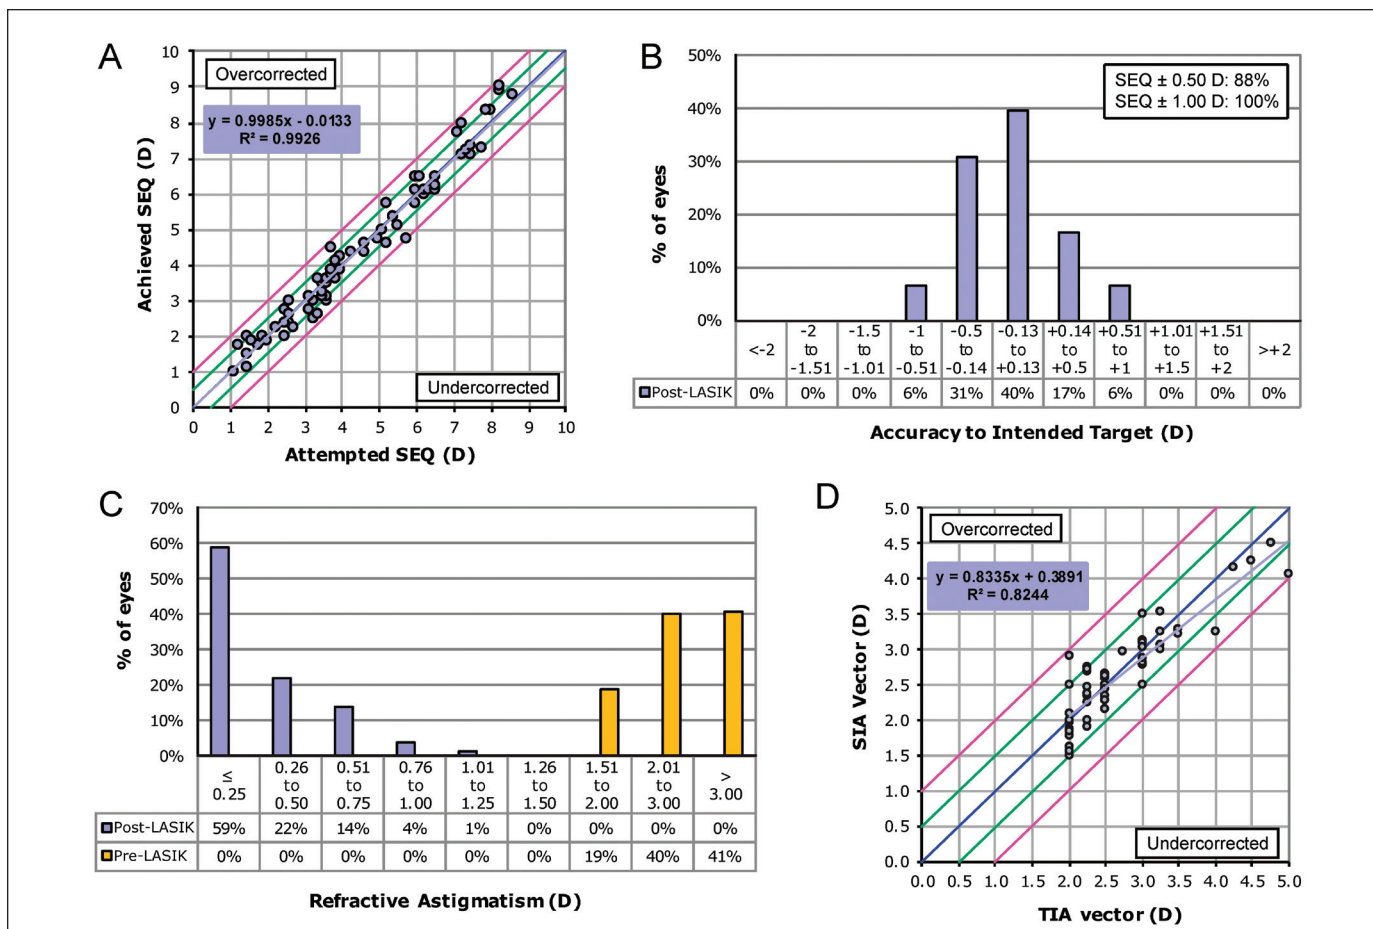 A
Overcorrected
y = 0.9985x - 0.0133
R² = 0.9926
Undercorrected
Achieved SEQ (D)
10
9
8
7
6
5
4
3
2
1
0
0 1 2 3 4 5 6 7 8 9 10
Attempted SEQ (D)
B
SEQ ± 0.50 D: 88%
SEQ ± 1.00 D: 100%
% of eyes
50%
40%
30%
20%
10%
0%
<-2 -2 to -1.51 -1.5 to -1.01 -1 to -0.51 -0.5 to -0.14 -0.13 to +0.13 +0.14 to +0.5 +0.51 to +1 +1.01 to +1.5 +1.51 to +2 >+2
Post-LASIK 0% 0% 0% 6% 31% 40% 17% 6% 0% 0% 0%
Accuracy to Intended Target (D)
C
% of eyes
70%
60%
50%
40%
30%
20%
10%
0%
≤ 0.25 0.26 to 0.50 0.51 to 0.75 0.76 to 1.00 1.01 to 1.25 1.26 to 1.50 1.51 to 2.00 2.01 to 3.00 > 3.00
Post-LASIK 59% 22% 14% 4% 1% 0% 0% 0% 0%
Pre-LASIK 0% 0% 0% 0% 0% 0% 19% 40% 41%
Refractive Astigmatism (D)
D
Overcorrected
y = 0.8335x + 0.3891
R² = 0.8244
Undercorrected
SIA Vector (D)
5.0
4.5
4.0
3.5
3.0
2.5
2.0
1.5
1.0
0.5
0.0
0.0 0.5 1.0 1.5 2.0 2.5 3.0 3.5 4.0 4.5 5.0
TIA vector (D)